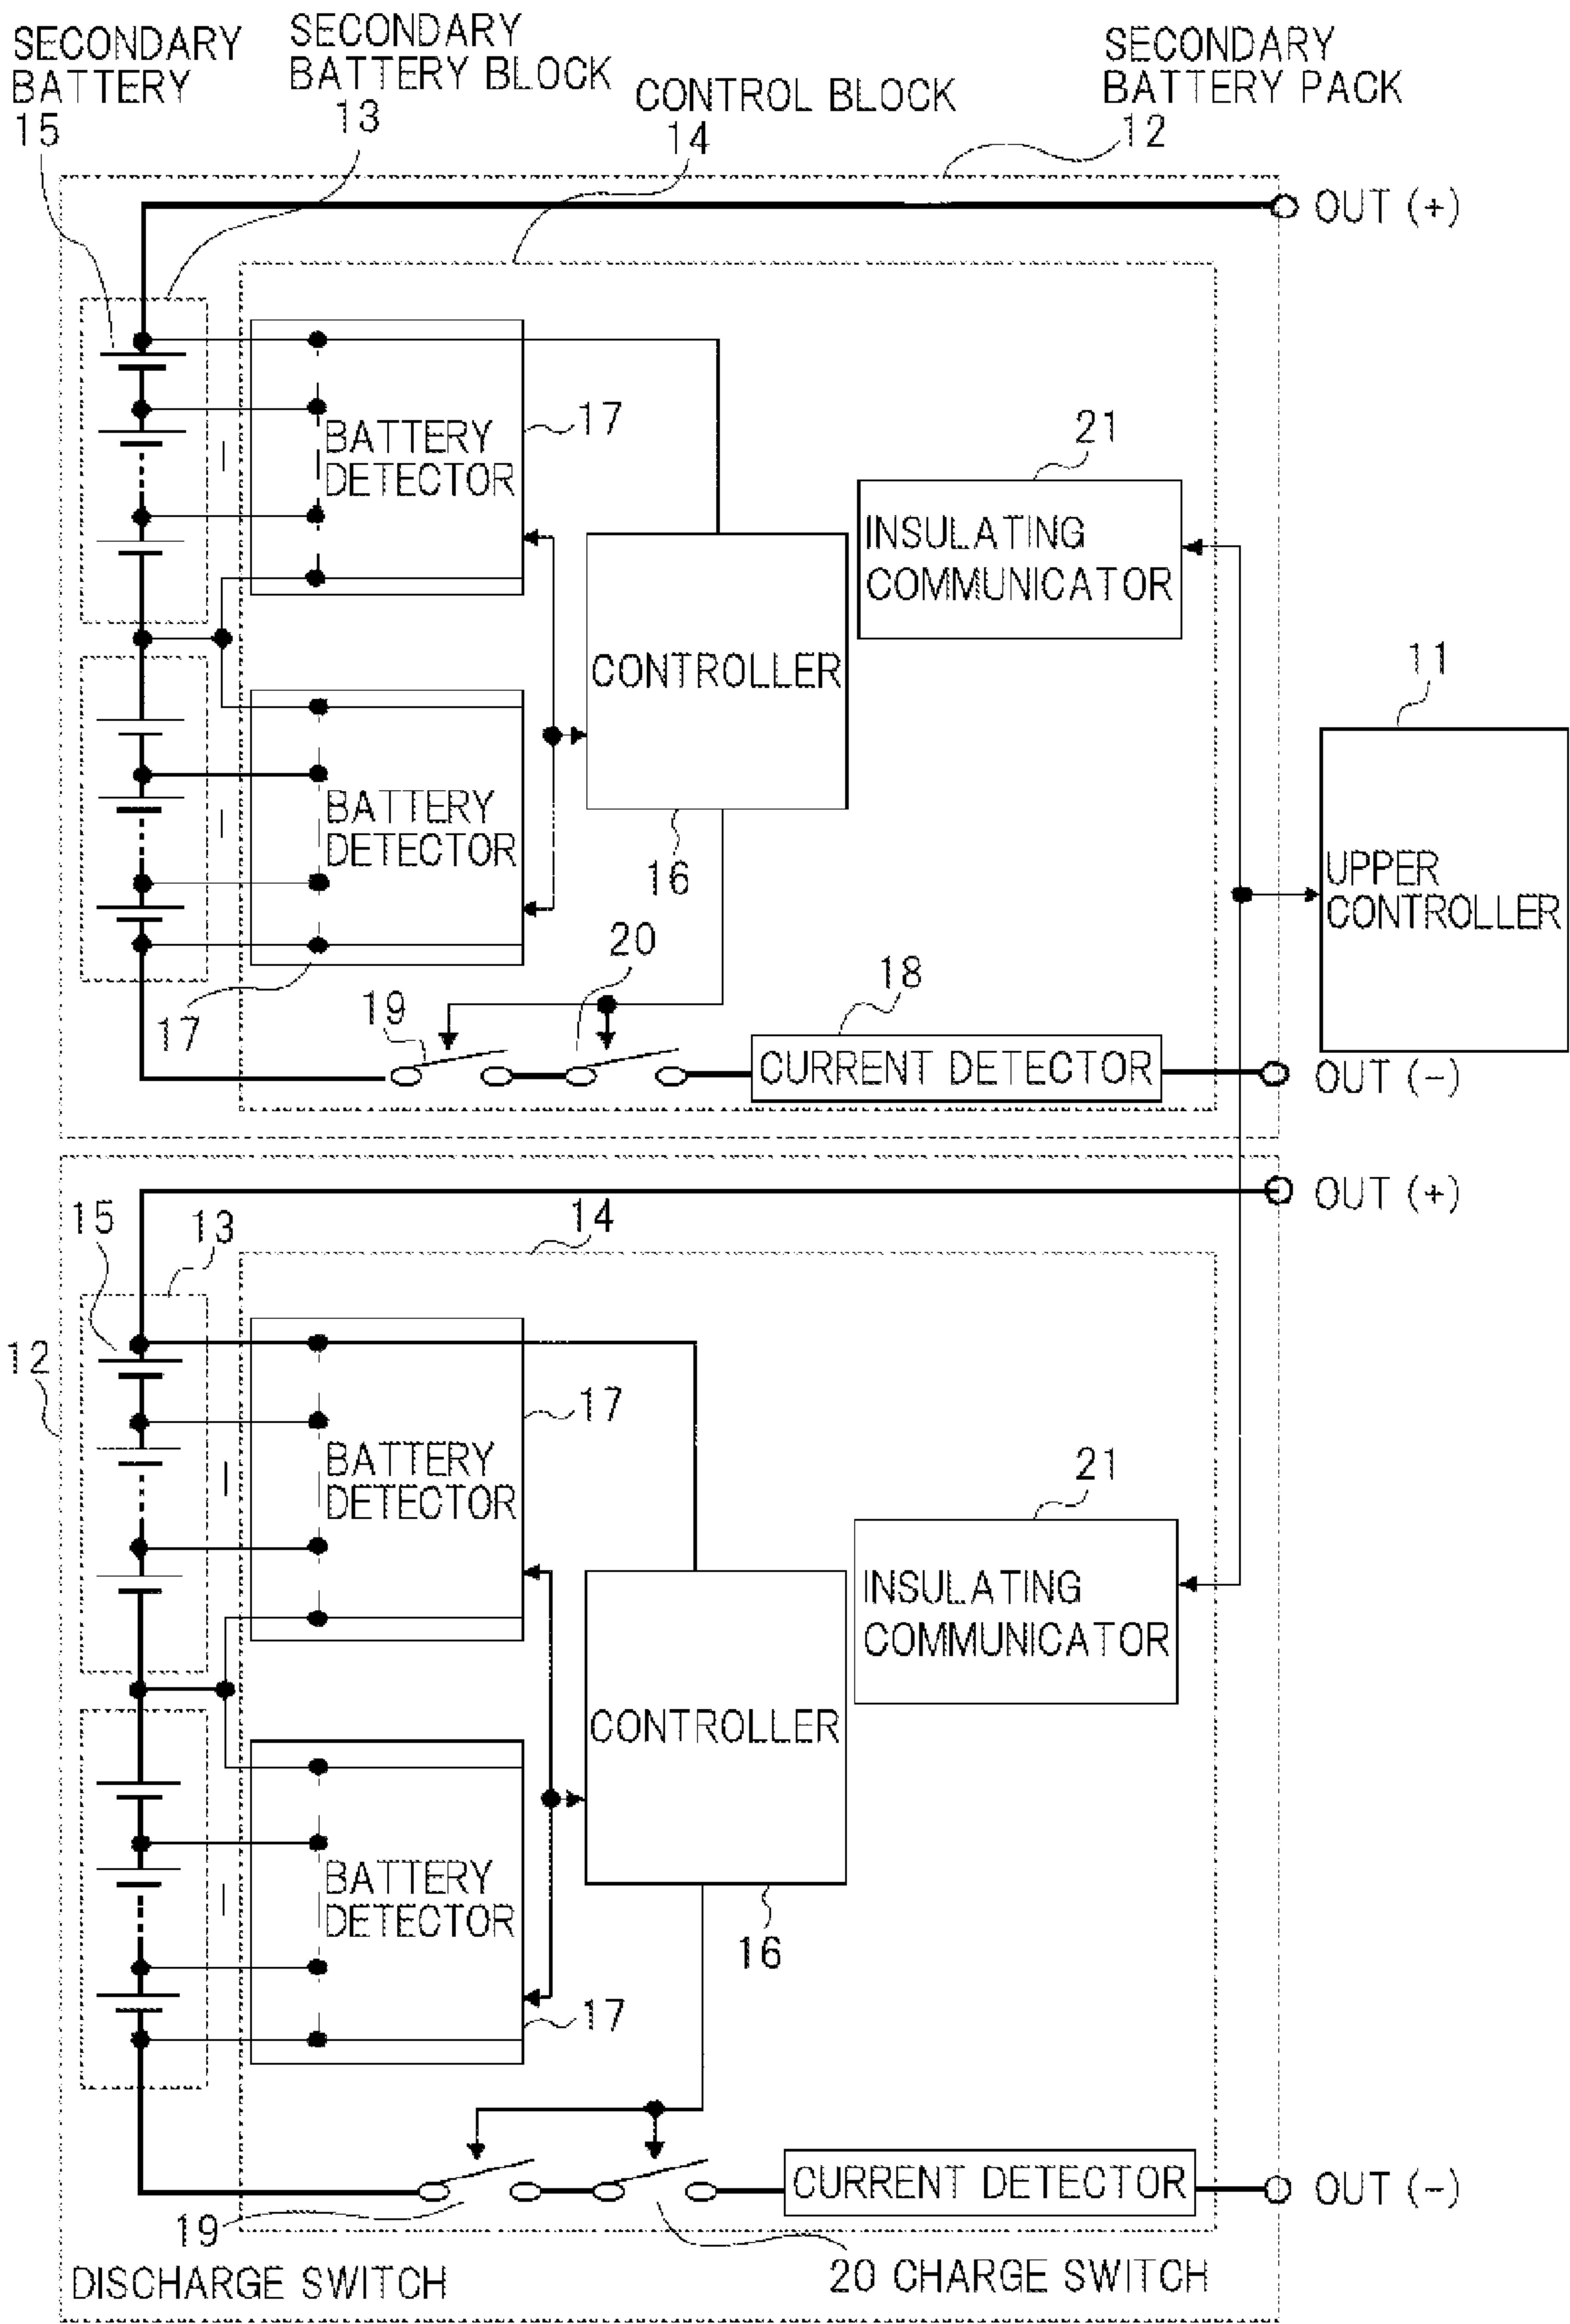 SECONDARY
BATTERY
15
SECONDARY
BATTERY BLOCK
13
CONTROL BLOCK
14
SECONDARY
BATTERY PACK
12
OUT (+)
17
BATTERY
DETECTOR
21
INSULATING
COMMUNICATOR
CONTROLLER
11
BATTERY
DETECTOR
16
UPPER
CONTROLLER
20
18
19
17
CURRENT DETECTOR
OUT (-)
OUT (+)
15
13
14
12
17
BATTERY
DETECTOR
21
INSULATING
COMMUNICATOR
CONTROLLER
BATTERY
DETECTOR
16
17
CURRENT DETECTOR
OUT (-)
19
DISCHARGE SWITCH
20 CHARGE SWITCH